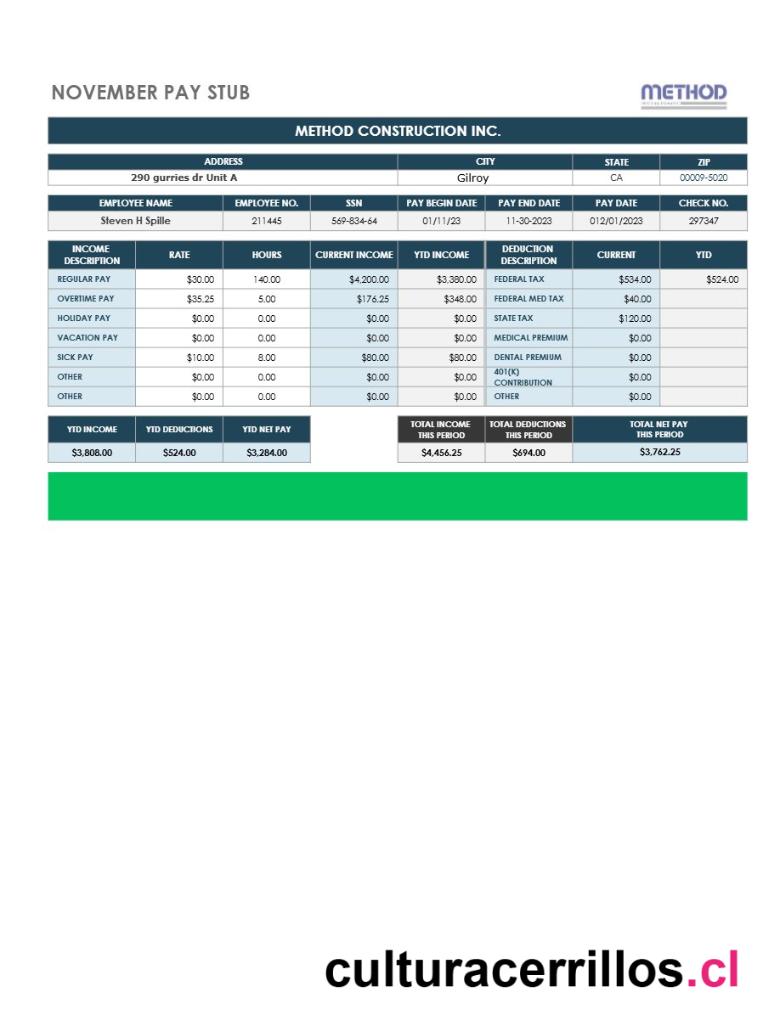 NOVEMBER PAY STUB
METHOD
METHOD CONSTRUCTION INC.
ADDRESS CITY STATE ZIP
290 gurries dr Unit A Gilroy CA 00009-5020
EMPLOYEE NAME EMPLOYEE NO. SSN PAY BEGIN DATE PAY END DATE PAY DATE CHECK NO.
Steven H Spille 211445 569-834-64 01/11/23 11-30-2023 012/01/2023 297347
INCOME DESCRIPTION RATE HOURS CURRENT INCOME YTD INCOME DEDUCTION DESCRIPTION CURRENT YTD
REGULAR PAY $30.00 140.00 $4,200.00 $3,380.00 FEDERAL TAX $534.00 $524.00
OVERTIME PAY $35.25 5.00 $176.25 $348.00 FEDERAL MED TAX $40.00
HOLIDAY PAY $0.00 0.00 $0.00 $0.00 STATE TAX $120.00
VACATION PAY $0.00 0.00 $0.00 $0.00 MEDICAL PREMIUM $0.00
SICK PAY $10.00 8.00 $80.00 $80.00 DENTAL PREMIUM $0.00
OTHER $0.00 0.00 $0.00 $0.00 401(K) CONTRIBUTION $0.00
OTHER $0.00 0.00 $0.00 $0.00 OTHER $0.00
YTD INCOME YTD DEDUCTIONS YTD NET PAY TOTAL INCOME THIS PERIOD TOTAL DEDUCTIONS THIS PERIOD TOTAL NET PAY THIS PERIOD
$3,808.00 $524.00 $3,284.00 $4,456.25 $694.00 $3,762.25
culturacerrillos.cl